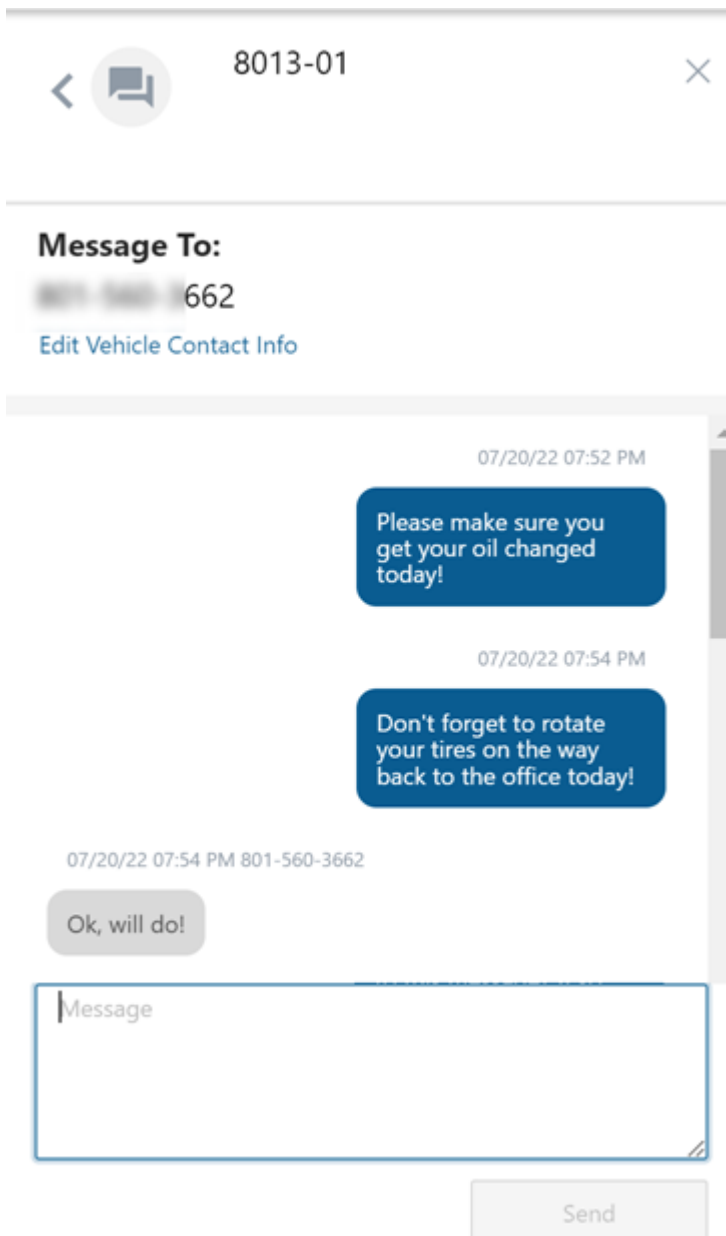 8013-01
Message To:
662
Edit Vehicle Contact Info
07/20/22 07:52 PM
Please make sure you
get your oil changed
today!
07/20/22 07:54 PM
Don't forget to rotate
your tires on the way
back to the office today!
07/20/22 07:54 PM 801-560-3662
Ok, will do!
Message
Send